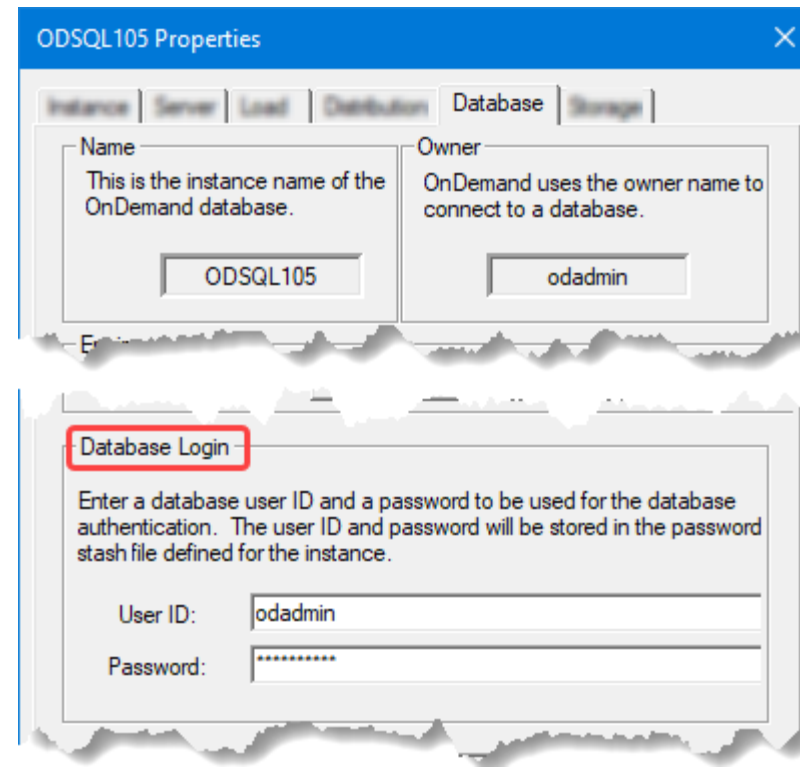 ODSQL105 Properties
Database
Name
This is the instance name of the
OnDemand database.
ODSQL105
Owner
OnDemand uses the owner name to
connect to a database.
odadmin
Database Login
Enter a database user ID and a password to be used for the database
authentication. The user ID and password will be stored in the password
stash file defined for the instance.
User ID: odadmin
Password: **********